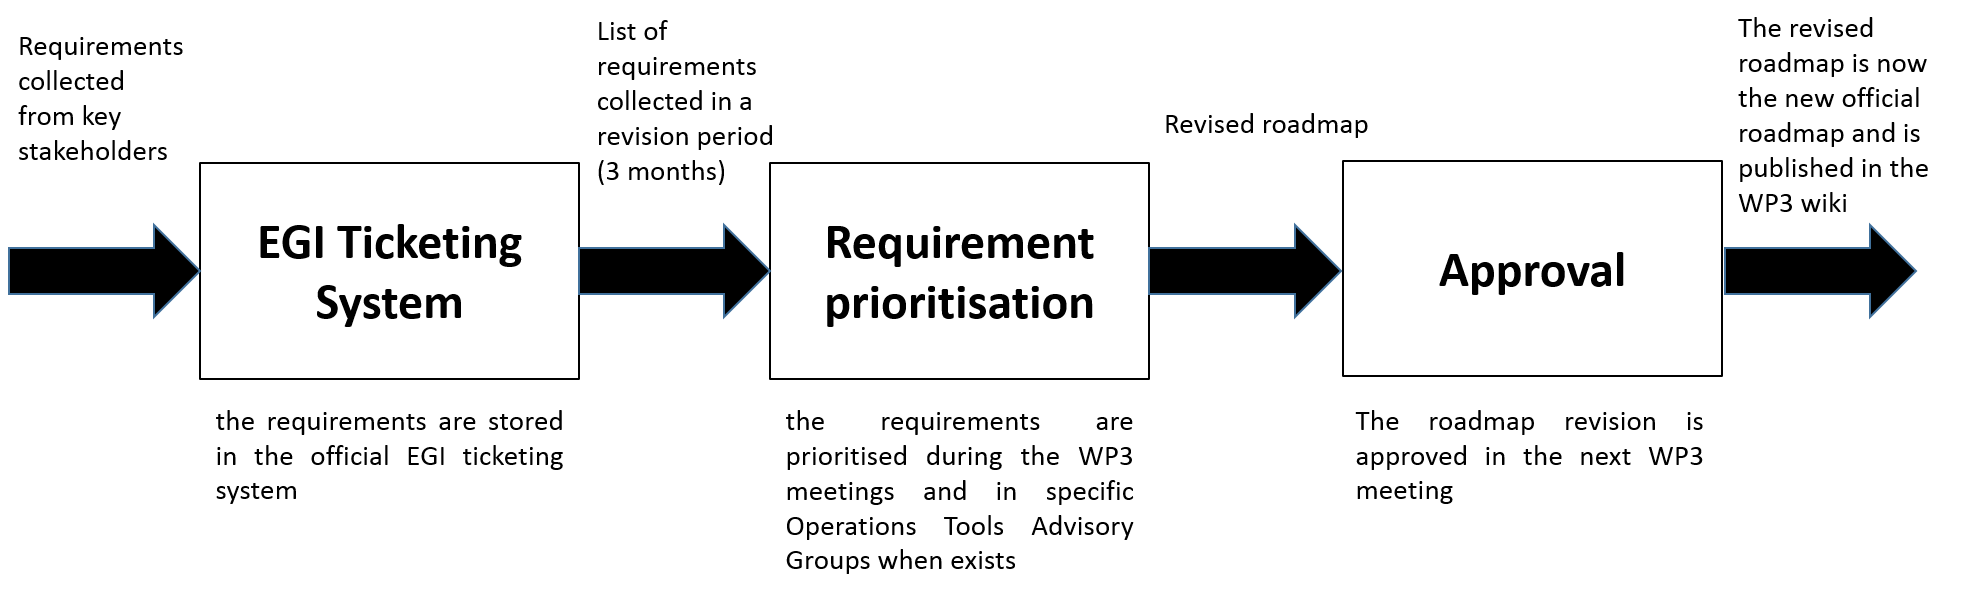 Requirements
collected
from key
stakeholders
EGI Ticketing
System
the requirements are stored
in the official EGI ticketing
system
List of
requirements
collected in a
revision period
(3 months)
Requirement
prioritisation
the requirements are
prioritised during the WP3
meetings and in specific
Operations Tools Advisory
Groups when exists
Revised roadmap
Approval
The roadmap revision is
approved in the next WP3
meeting
The revised
roadmap is now
the new official
roadmap and is
published in the
WP3 wiki